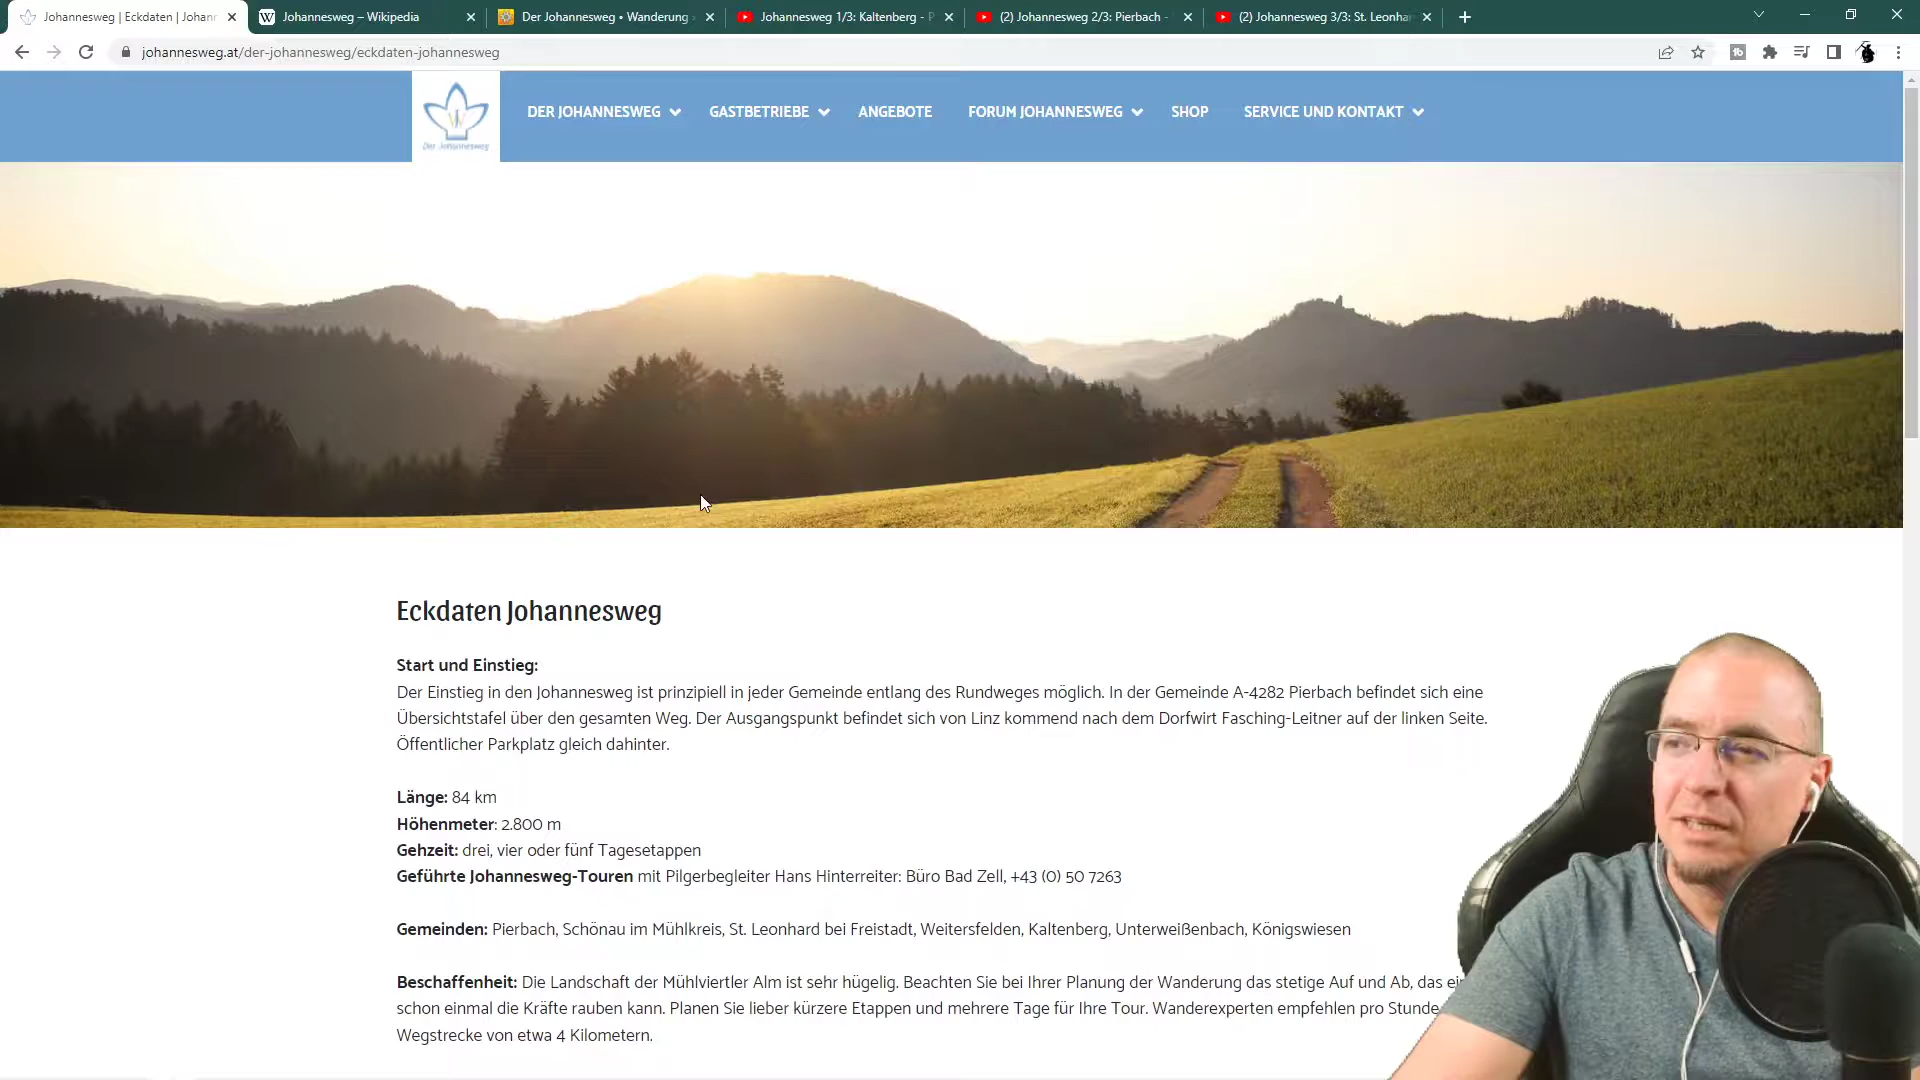 Johannesweg | Eckdaten | Johann
Johannesweg – Wikipedia
Der Johannesweg • Wanderung
Johannesweg 1/3: Kaltenberg - P
(2) Johannesweg 2/3: Pierbach -
(2) Johannesweg 3/3: St. Leonhar
johannesweg.at/der-johannesweg/eckdaten-johannesweg
Der Johannesweg
DER JOHANNESWEG
GASTBETRIEBE
ANGEBOTE
FORUM JOHANNESWEG
SHOP
SERVICE UND KONTAKT
Eckdaten Johannesweg
Start und Einstieg:
Der Einstieg in den Johannesweg ist prinzipiell in jeder Gemeinde entlang des Rundweges möglich. In der Gemeinde A-4282 Pierbach befindet sich eine
Übersichtstafel über den gesamten Weg. Der Ausgangspunkt befindet sich von Linz kommend nach dem Dorfwirt Fasching-Leitner auf der linken Seite.
Öffentlicher Parkplatz gleich dahinter.
Länge: 84 km
Höhenmeter: 2.800 m
Gehzeit: drei, vier oder fünf Tagesetappen
Geführte Johannesweg-Touren mit Pilgerbegleiter Hans Hinterreiter: Büro Bad Zell, +43 (0) 50 7263
Gemeinden: Pierbach, Schönau im Mühlkreis, St. Leonhard bei Freistadt, Weitersfelden, Kaltenberg, Unterweißenbach, Königswiesen
Beschaffenheit: Die Landschaft der Mühlviertler Alm ist sehr hügelig. Beachten Sie bei Ihrer Planung der Wanderung das stetige Auf und Ab, das ei
schon einmal die Kräfte rauben kann. Planen Sie lieber kürzere Etappen und mehrere Tage für Ihre Tour. Wanderexperten empfehlen pro Stunde
Wegstrecke von etwa 4 Kilometern.